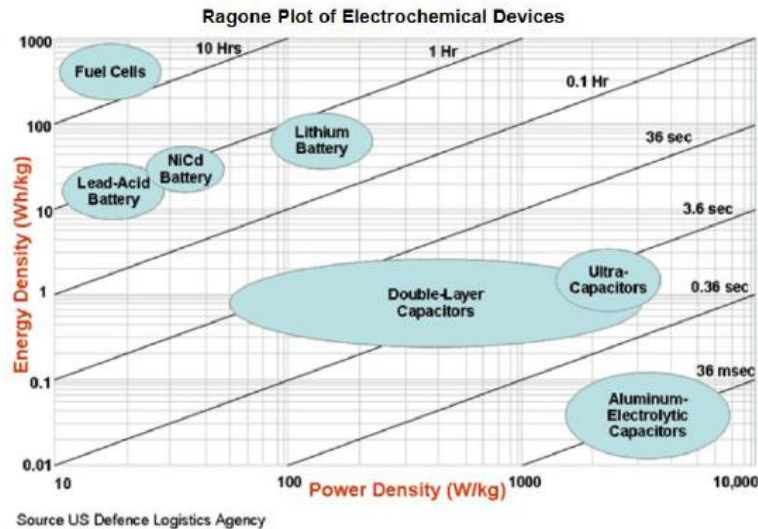 Ragone Plot of Electrochemical Devices
1000
100
10
1
0.1
0.01
Energy Density (Wh/kg)
10 Hrs
1 Hr
0.1 Hr
36 sec
3.6 sec
0.36 sec
36 msec
Fuel Cells
Lithium
Battery
NiCd
Battery
Lead-Acid
Battery
Ultra-
Capacitors
Double-Layer
Capacitors
Aluminum-
Electrolytic
Capacitors
10
100
1000
10,000
Power Density (W/kg)
Source US Defence Logistics Agency